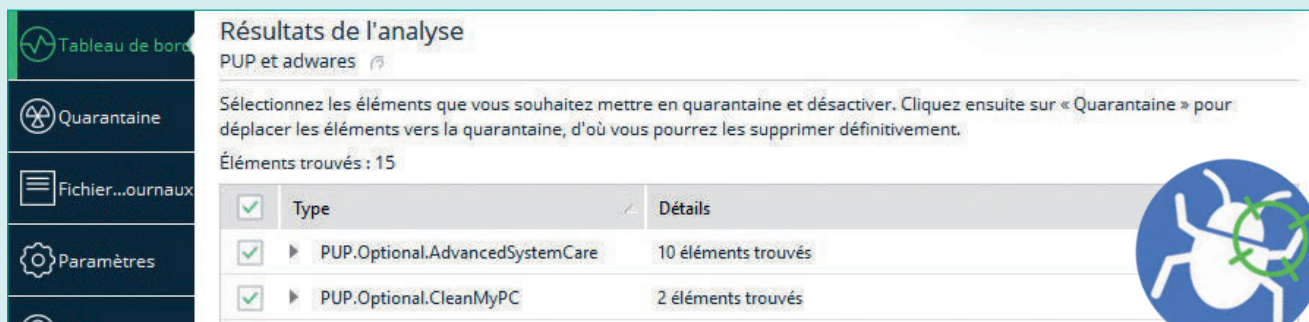 Tableau de bord
Quarantaine
Fichier...ournaux
Paramètres
Résultats de l'analyse
PUP et adwares
Sélectionnez les éléments que vous souhaitez mettre en quarantaine et désactiver. Cliquez ensuite sur « Quarantaine » pour
déplacer les éléments vers la quarantaine, d'où vous pourrez les supprimer définitivement.
Éléments trouvés : 15
Type Détails
PUP.Optional.AdvancedSystemCare 10 éléments trouvés
PUP.Optional.CleanMyPC 2 éléments trouvés